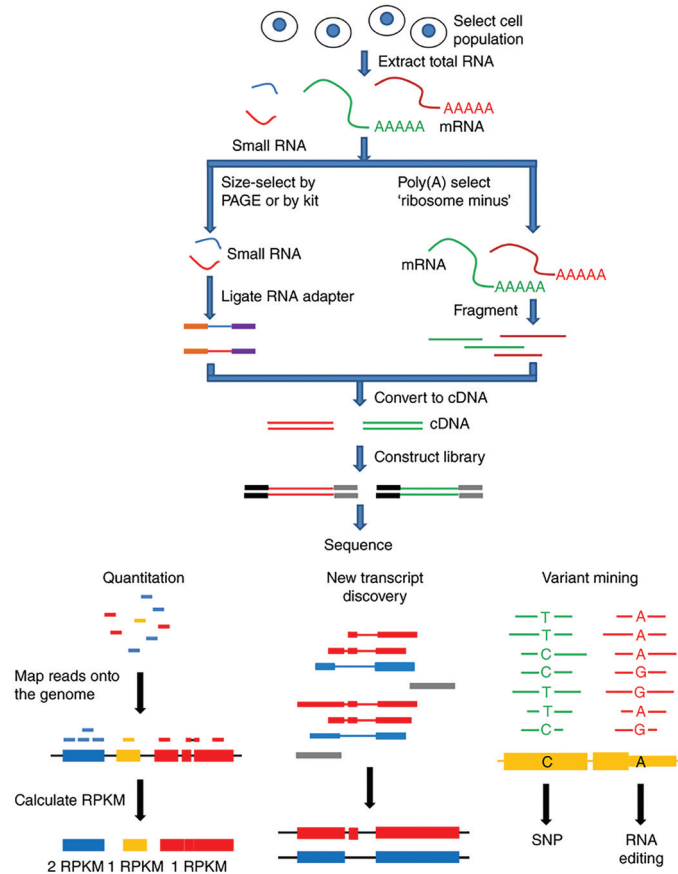 Select cell
population
Extract total RNA
AAAAA
AAAAA
mRNA
Small RNA
Size-select by
PAGE or by kit
Poly(A) select
‘ribosome minus’
Small RNA
mRNA
AAAAA
AAAAA
Ligate RNA adapter
Fragment
Convert to cDNA
cDNA
Construct library
Sequence
Quantitation
New transcript
discovery
Variant mining
T A
T A
C A
C G
T G
T A
C G
Map reads onto
the genome
C A
Calculate RPKM
SNP
RNA
editing
2 RPKM 1 RPKM 1 RPKM